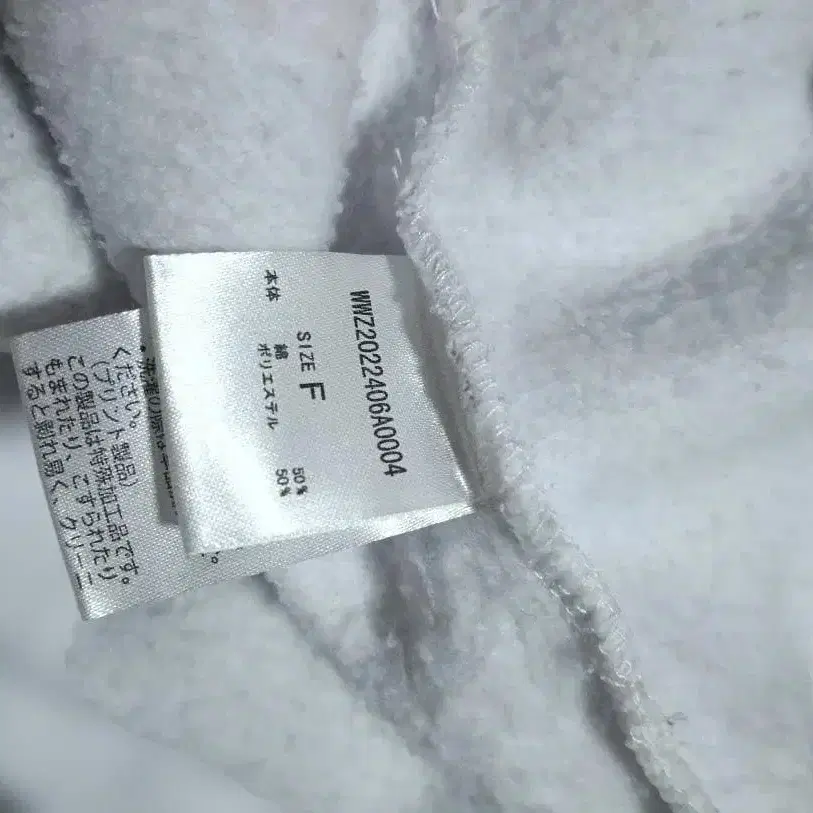 WWZ2022406A0004
SIZE F
本体 綿 50%
ポリエステル 50%
ください。
(プリント製品)
この製品は特殊加工品です。
もまれたり、こすられたり
すると剥れ易く、クリーニ